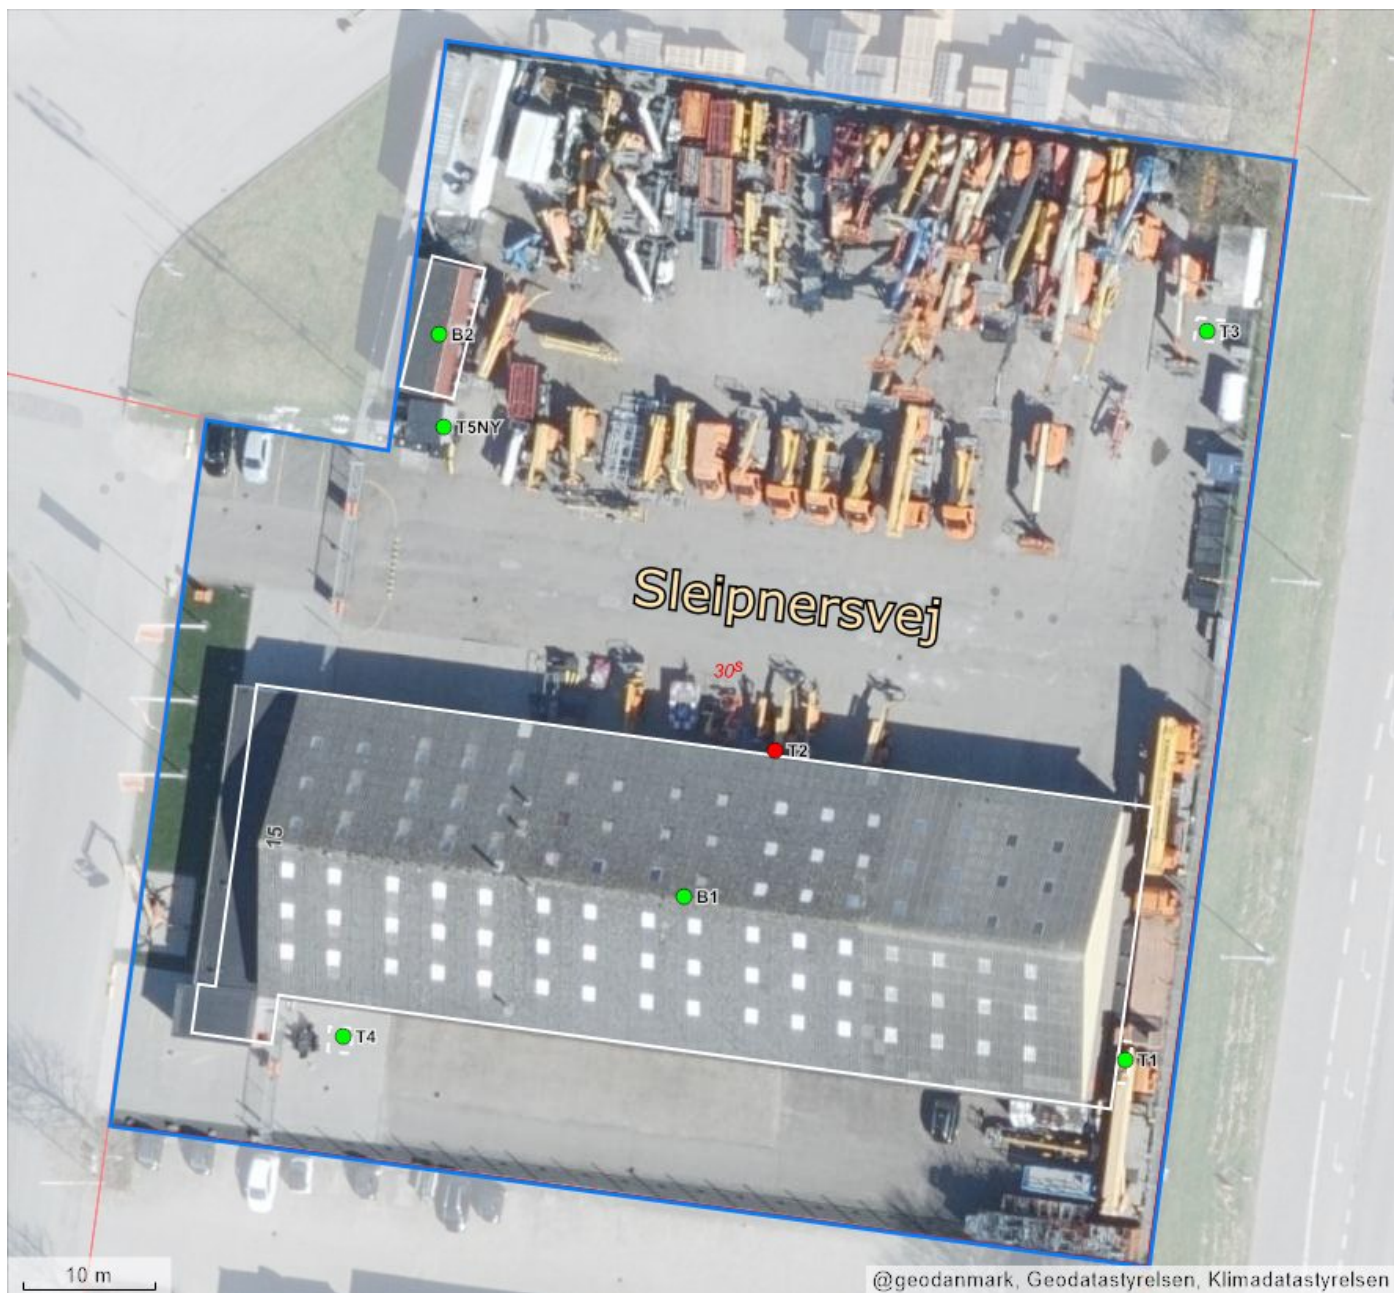 B2
T3
T5NY
Sleipnersvej
30s
T2
15
B1
T4
T1
10 m
@geodanmark, Geodatastyrelsen, Klimadatastyrelsen